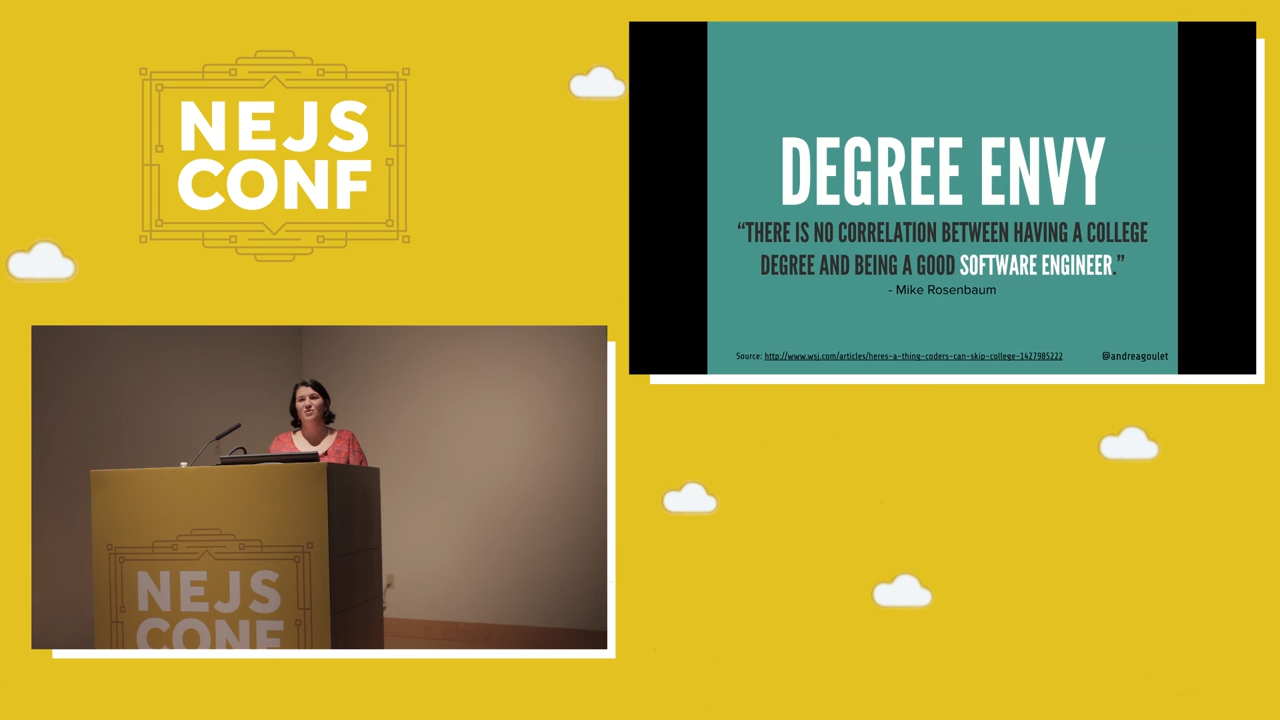 NEJS
CONF
DEGREE ENVY
“THERE IS NO CORRELATION BETWEEN HAVING A COLLEGE
DEGREE AND BEING A GOOD SOFTWARE ENGINEER.”
- Mike Rosenbaum
Source: http://www.wsj.com/articles/heres-a-thing-coders-can-skip-college-1427985222
@andreagoulet
NEJS
CONF